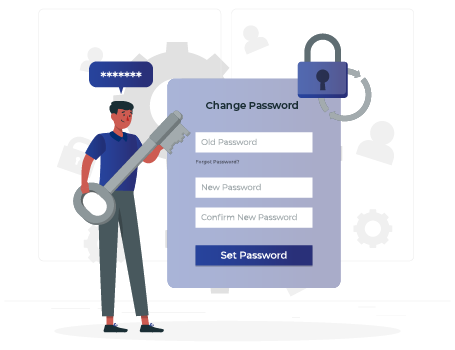 *******
Change Password
Old Password
Forgot Password?
New Password
Confirm New Password
Set Password